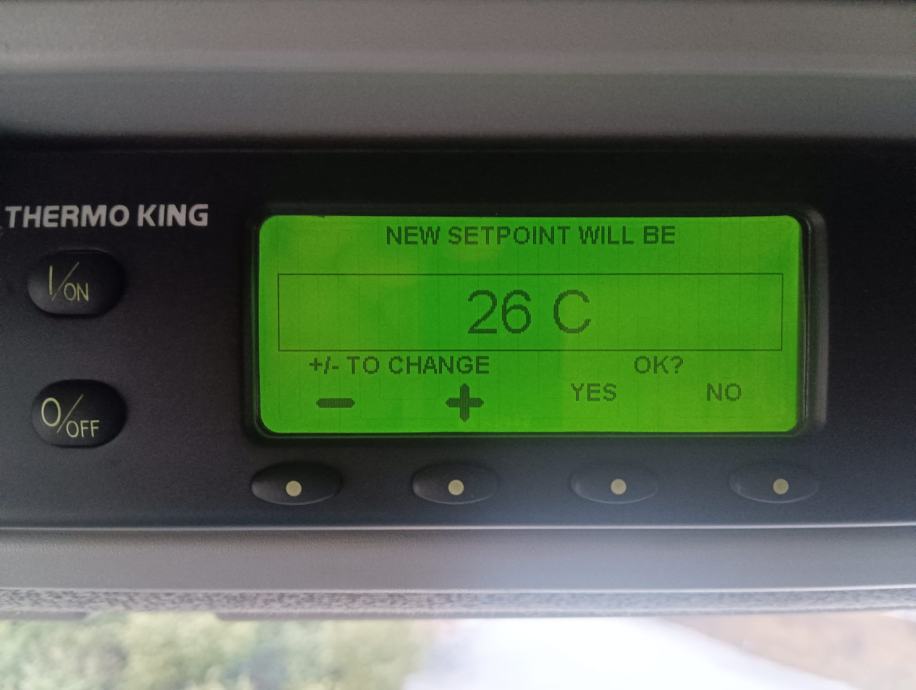 THERMO KING
I/ON
O/OFF
NEW SETPOINT WILL BE
26 C
+/- TO CHANGE OK?
- + YES NO